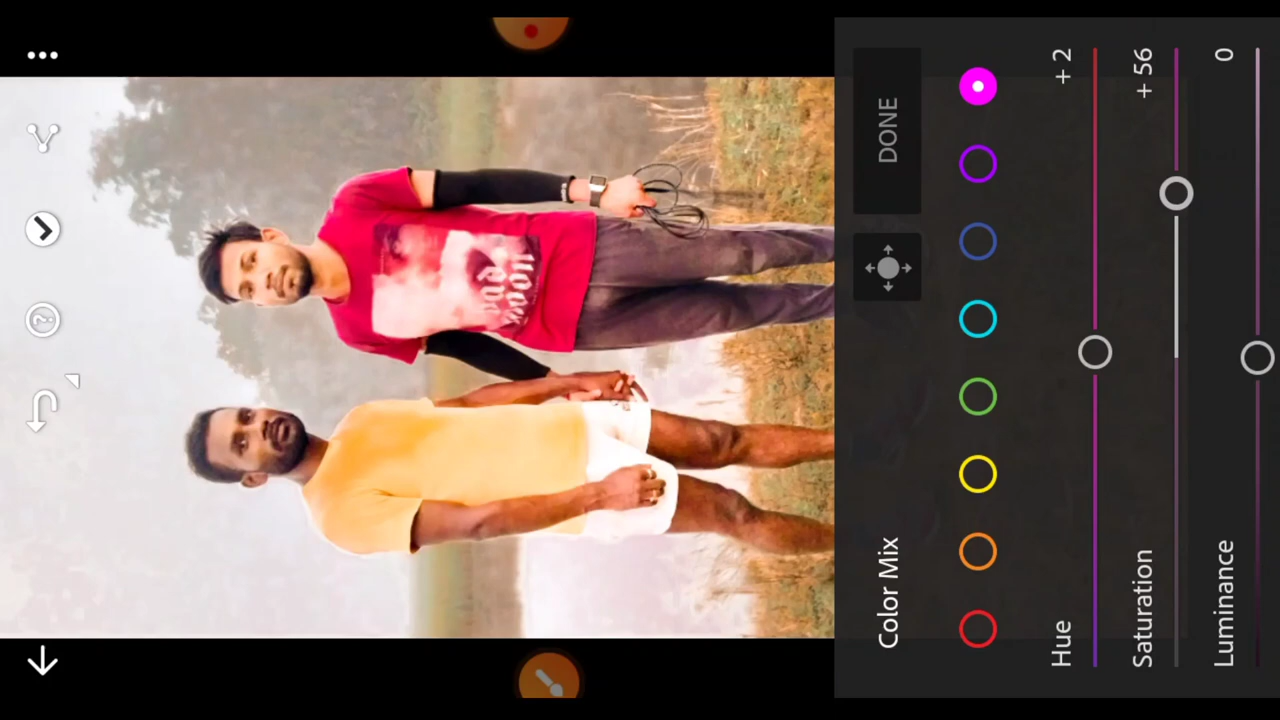 DONE
Color Mix
Hue
+ 2
Saturation
+ 56
Luminance
0